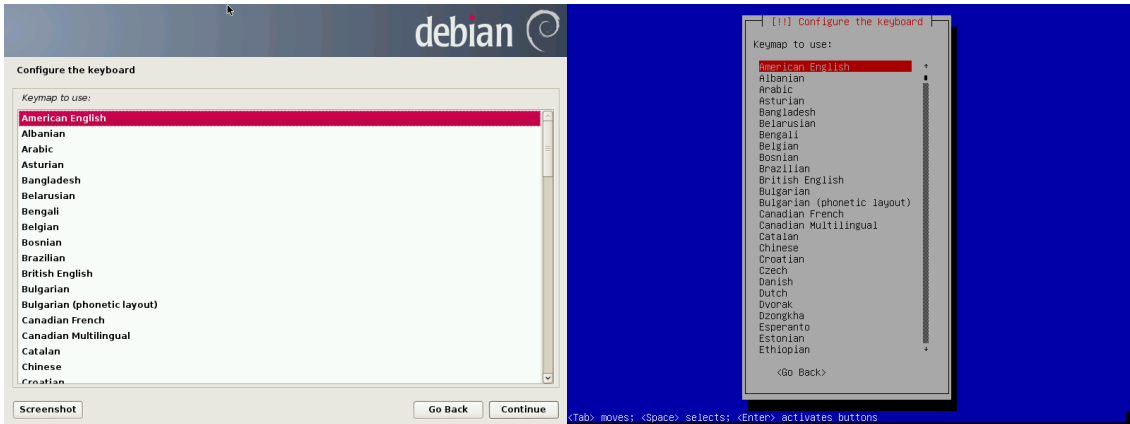 debian
Configure the keyboard
Keymap to use:
American English
Albanian
Arabic
Asturian
Bangladesh
Belarusian
Bengali
Belgian
Bosnian
Brazilian
British English
Bulgarian
Bulgarian (phonetic layout)
Canadian French
Canadian Multilingual
Catalan
Chinese
Croatian
Screenshot
Go Back
Continue
[!!] Configure the keyboard
Keymap to use:
American English
Albanian
Arabic
Asturian
Bangladesh
Belarusian
Bengali
Belgian
Bosnian
Brazilian
British English
Bulgarian
Bulgarian (phonetic layout)
Canadian French
Canadian Multilingual
Catalan
Chinese
Croatian
Czech
Danish
Dutch
Dvorak
Dzongkha
Esperanto
Estonian
Ethiopian
<Go Back>
<Tab> moves; <Space> selects; <Enter> activates buttons